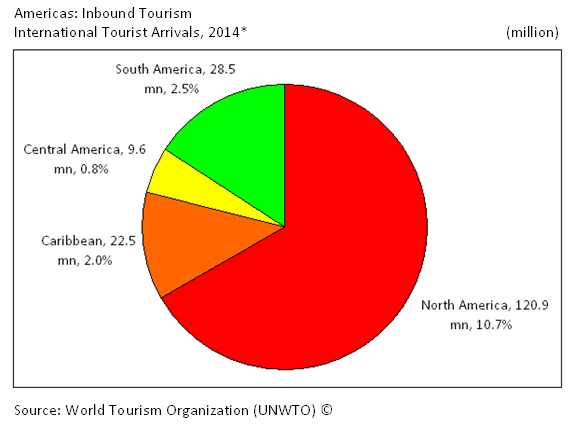 Americas: Inbound Tourism
International Tourist Arrivals, 2014*
(million)
South America, 28.5
mn, 2.5%
Central America, 9.6
mn, 0.8%
Caribbean, 22.5
mn, 2.0%
North America, 120.9
mn, 10.7%
Source: World Tourism Organization (UNWTO) ©